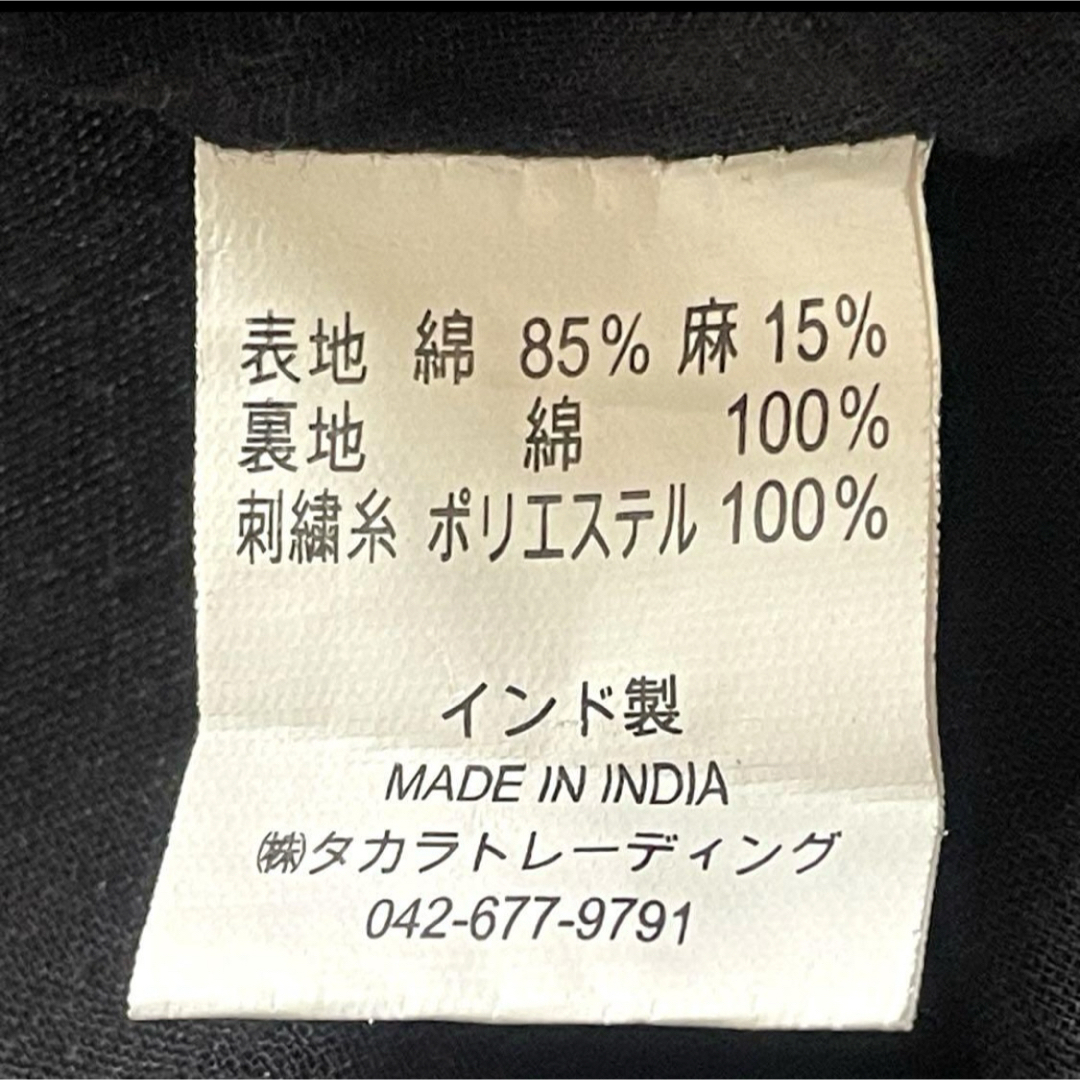 表地 綿 85% 麻 15%
裏地 綿 100%
刺繍糸 ポリエステル 100%
インド製
MADE IN INDIA
㈱タカラトレーディング
042-677-9791